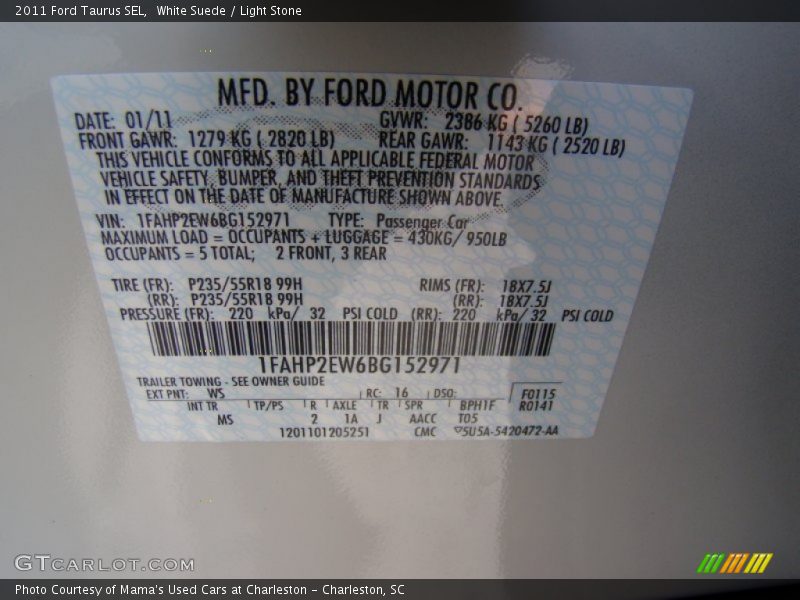 2011 Ford Taurus SEL, White Suede / Light Stone
MFD. BY FORD MOTOR CO.
DATE: 01/11 GVWR: 2386 KG ( 5260 LB)
FRONT GAWR: 1279 KG ( 2820 LB) REAR GAWR: 1143 KG ( 2520 LB)
THIS VEHICLE CONFORMS TO ALL APPLICABLE FEDERAL MOTOR
VEHICLE SAFETY, BUMPER, AND THEFT PREVENTION STANDARDS
IN EFFECT ON THE DATE OF MANUFACTURE SHOWN ABOVE.
VIN: 1FAHP2EW6BG152971 TYPE: Passenger Car
MAXIMUM LOAD = OCCUPANTS + LUGGAGE = 430KG/ 950LB
OCCUPANTS = 5 TOTAL; 2 FRONT, 3 REAR
TIRE (FR): P235/55R18 99H RIMS (FR): 18X7.5J
(RR): P235/55R18 99H (RR): 18X7.5J
PRESSURE (FR): 220 kPa/ 32 PSI COLD (RR): 220 kPa/ 32 PSI COLD
1FAHP2EW6BG152971
TRAILER TOWING - SEE OWNER GUIDE
EXT PNT: WS RC: 16 DSO: F0115
INT TR TP/PS R AXLE TR SPR BPH1F R0141
MS 2 1A J AACC T05
1201101205251 CMC 5U5A-5420472-AA
GTCARLOT.COM
Photo Courtesy of Mama's Used Cars at Charleston - Charleston, SC